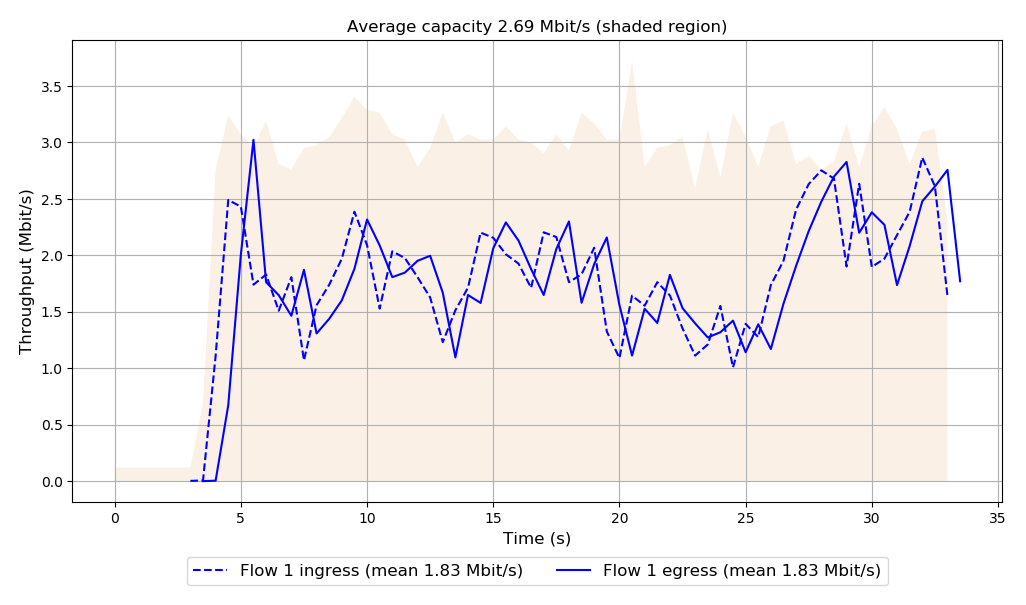 Average capacity 2.69 Mbit/s (shaded region)
Throughput (Mbit/s)
3.5
3.0
2.5
2.0
1.5
1.0
0.5
0.0
0 5 10 15 20 25 30 35
Time (s)
Flow 1 ingress (mean 1.83 Mbit/s) Flow 1 egress (mean 1.83 Mbit/s)